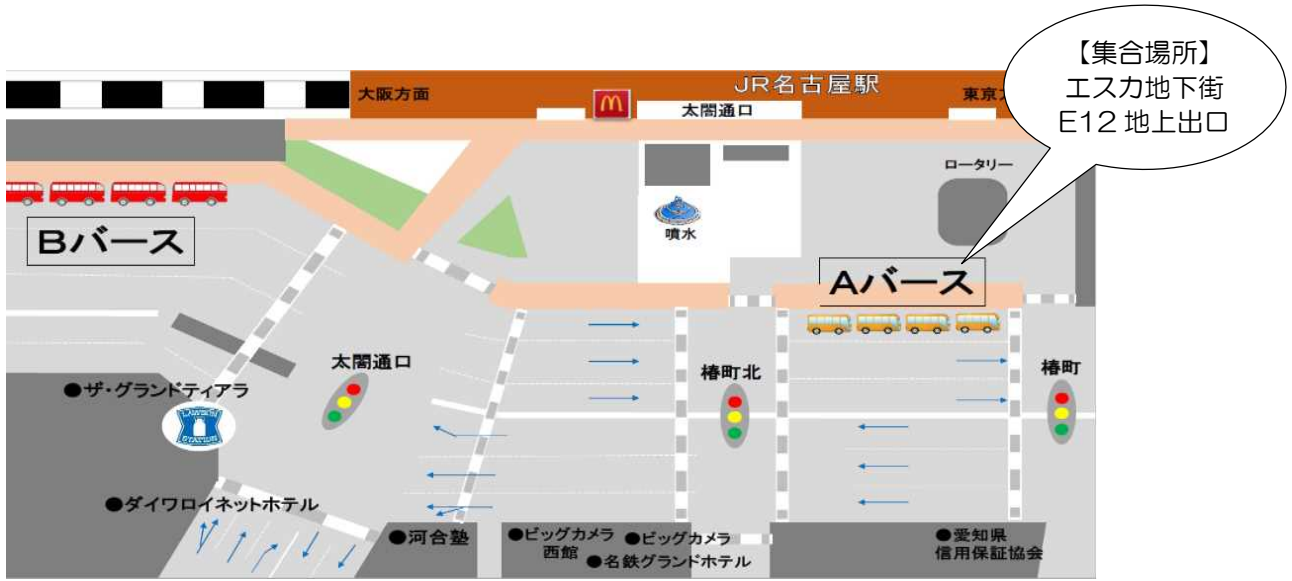 【集合場所】
エスカ地下街
E12 地上出口
大阪方面
JR名古屋駅
太閤通口
東京
ロータリー
噴水
Bバース
Aバース
太閤通口
椿町北
椿町
●ザ・グランドティアラ
LAWSON
STATION
●ダイワロイネットホテル
●河合塾
●ビッグカメラ
西館
●ビッグカメラ
●名鉄グランドホテル
●愛知県
信用保証協会